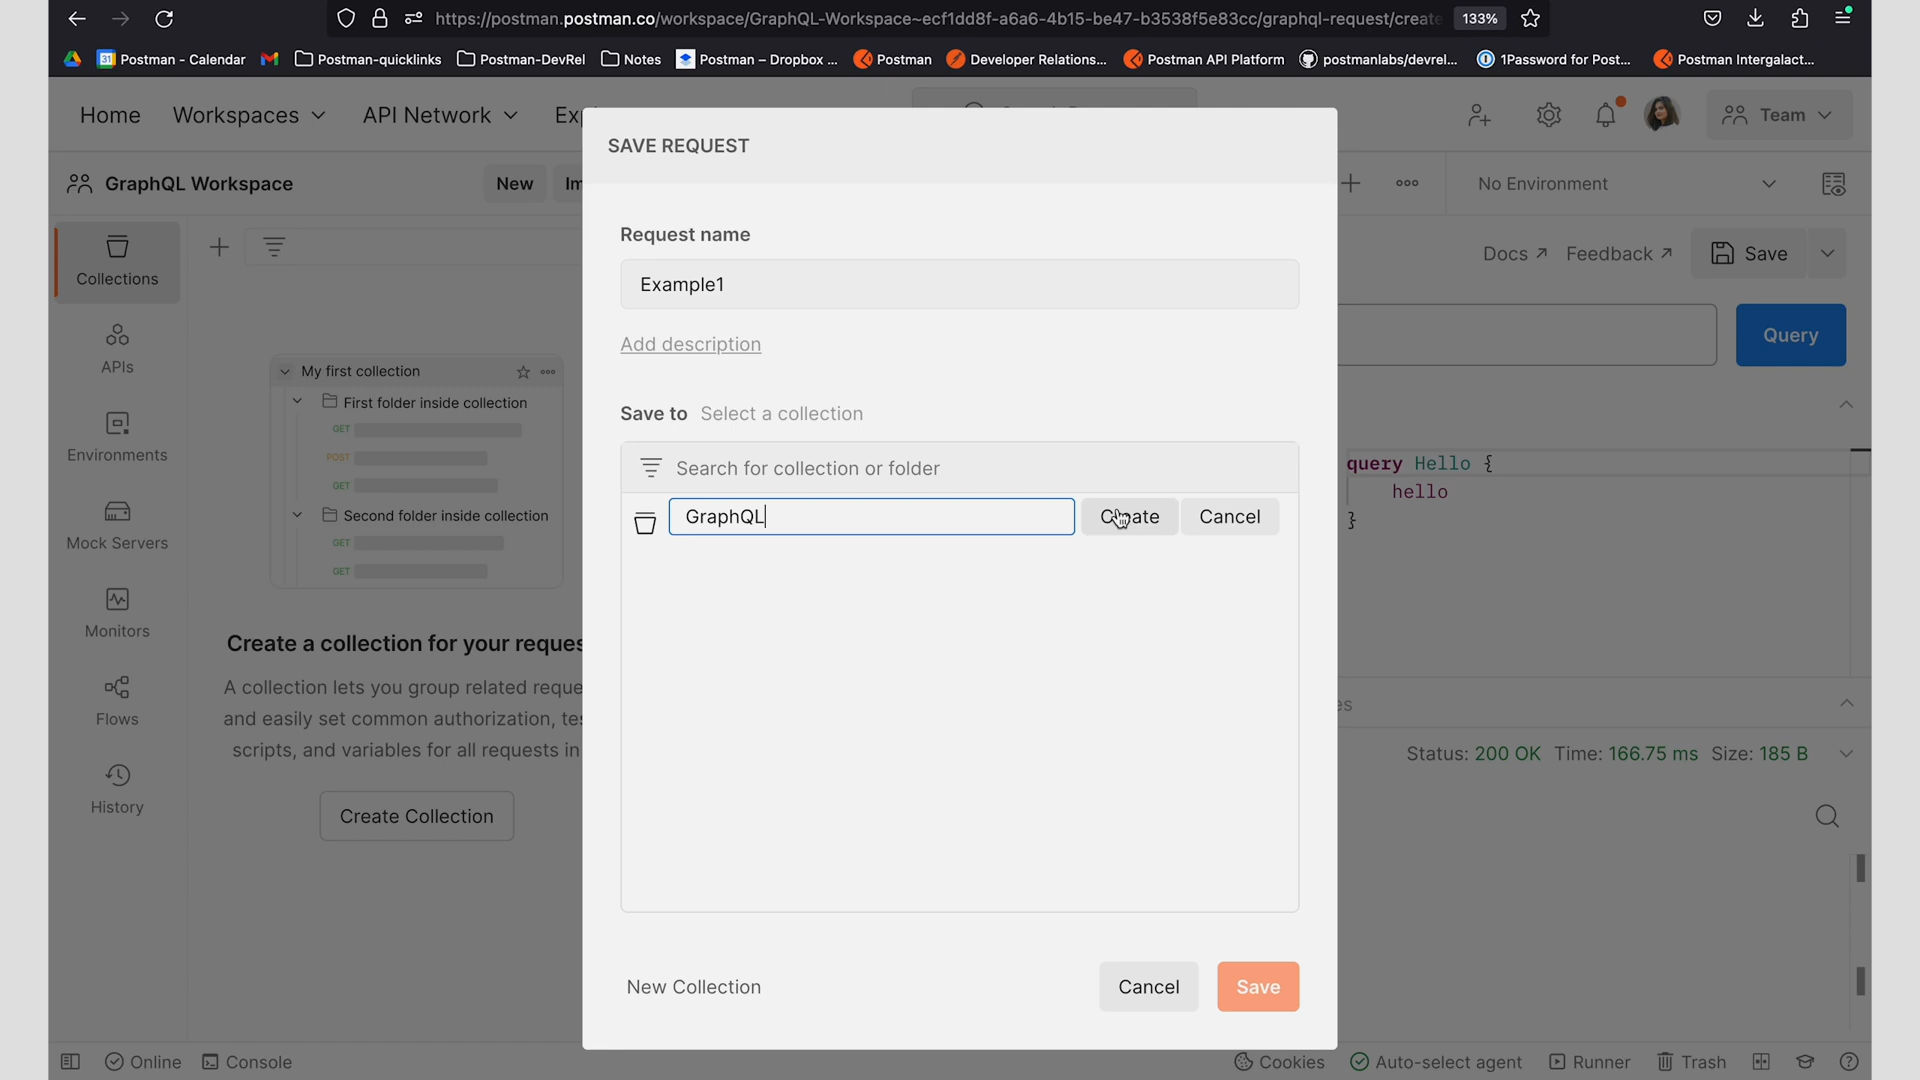 https://postman.postman.co/workspace/GraphQL-Workspace~ecf1dd8f-a6a6-4b15-be47-b3538f5e83cc/graphql-request/create 133%
Postman - Calendar Postman-quicklinks Postman-DevRel Notes Postman – Dropbox ... Postman Developer Relations... Postman API Platform postmanlabs/devrel... 1Password for Post... Postman Intergalact...
Home Workspaces API Network Team
SAVE REQUEST
GraphQL Workspace New No Environment
Request name
Collections
Docs Feedback Save
Example1
APIs
Query
Add description
My first collection
First folder inside collection
GET
POST
GET
Save to Select a collection
Environments
Search for collection or folder
query Hello {
hello
}
GraphQL
Create Cancel
Second folder inside collection
GET
GET
Mock Servers
Monitors
Create a collection for your reques
A collection lets you group related reque
and easily set common authorization, te
scripts, and variables for all requests in
Flows
Status: 200 OK Time: 166.75 ms Size: 185 B
History
Create Collection
New Collection Cancel Save
Online Console Cookies Auto-select agent Runner Trash